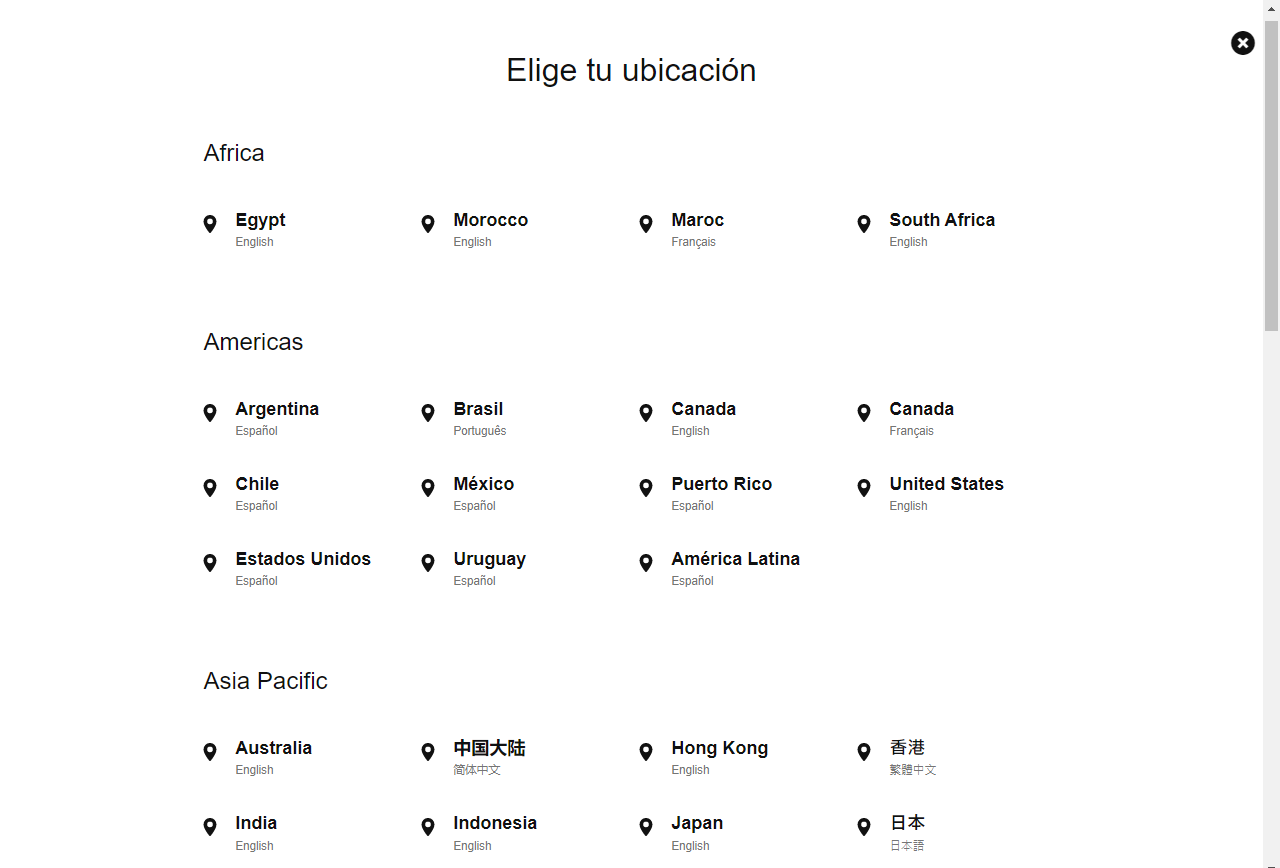 Elige tu ubicación
Africa
Egypt
English
Morocco
English
Maroc
Français
South Africa
English
Americas
Argentina
Español
Brasil
Português
Canada
English
Canada
Français
Chile
Español
México
Español
Puerto Rico
Español
United States
English
Estados Unidos
Español
Uruguay
Español
América Latina
Español
Asia Pacific
Australia
English
中国大陆
简体中文
Hong Kong
English
香港
繁體中文
India
English
Indonesia
English
Japan
English
日本
日本語